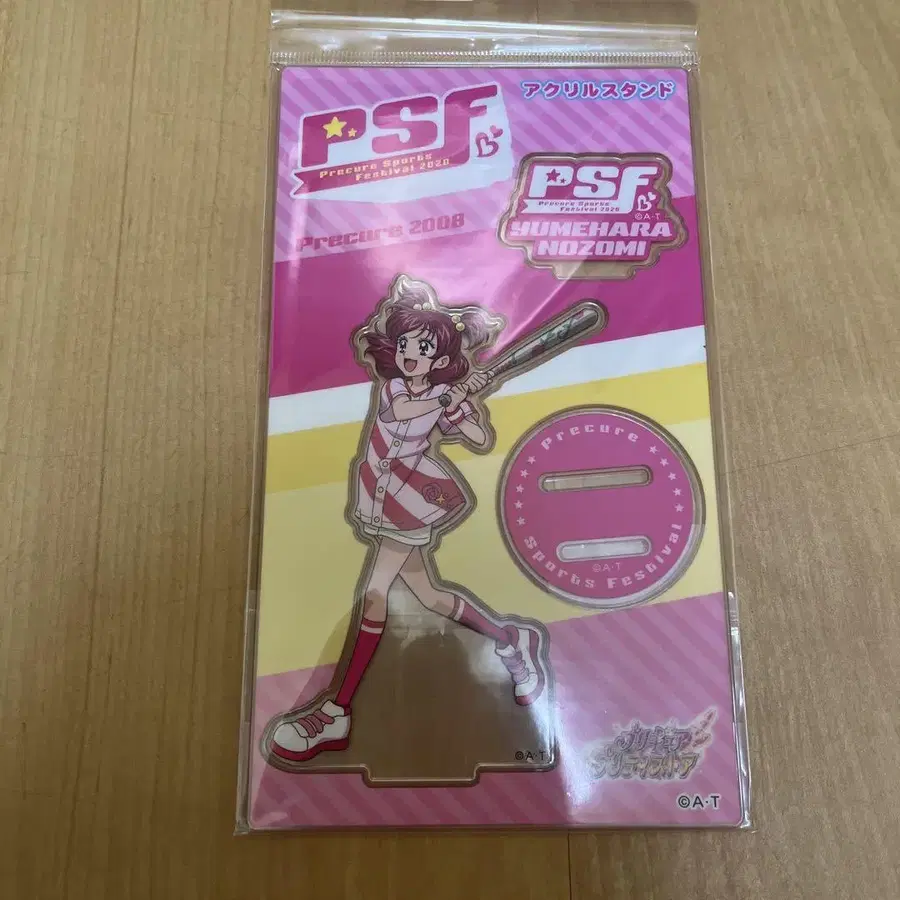 アクリルスタンド
PSF
Precure Sports
Festival 2020
Precure 2008
PSF
Precure Sports
Festival 2020
©A・T
YUMEHARA
NOZOMI
Precure
©A・T
Sports Festival
©A・T
プリキュア
プリティストア
©A・T